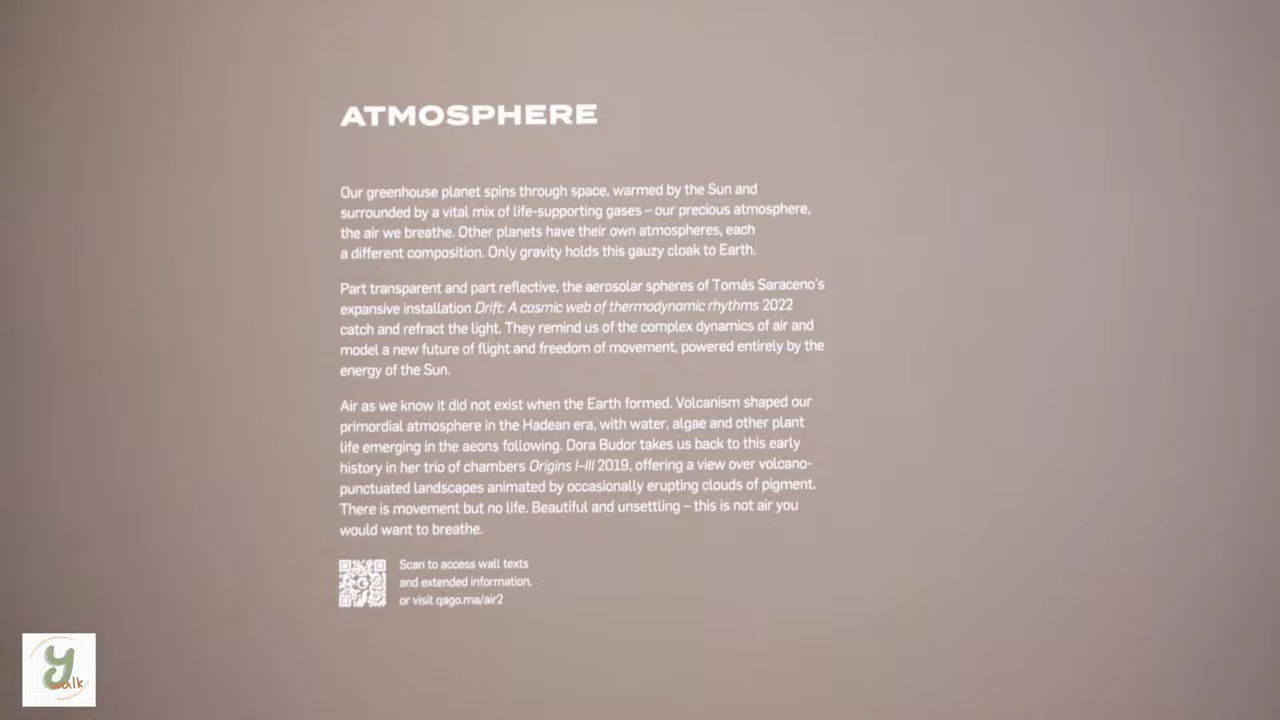 ATMOSPHERE
Our greenhouse planet spins through space, warmed by the Sun and
surrounded by a vital mix of life-supporting gases – our precious atmosphere,
the air we breathe. Other planets have their own atmospheres, each
a different composition. Only gravity holds this gauzy cloak to Earth.
Part transparent and part reflective, the aerosolar spheres of Tomás Saraceno's
expansive installation Drift: A cosmic web of thermodynamic rhythms 2022
catch and refract the light. They remind us of the complex dynamics of air and
model a new future of flight and freedom of movement, powered entirely by the
energy of the Sun.
Air as we know it did not exist when the Earth formed. Volcanism shaped our
primordial atmosphere in the Hadean era, with water, algae and other plant
life emerging in the aeons following. Dora Budor takes us back to this early
history in her trio of chambers Origins I–III 2019, offering a view over volcano-
punctuated landscapes animated by occasionally erupting clouds of pigment.
There is movement but no life. Beautiful and unsettling – this is not air you
would want to breathe.
Scan to access wall texts
and extended information,
or visit qago.ma/air2
y
walk